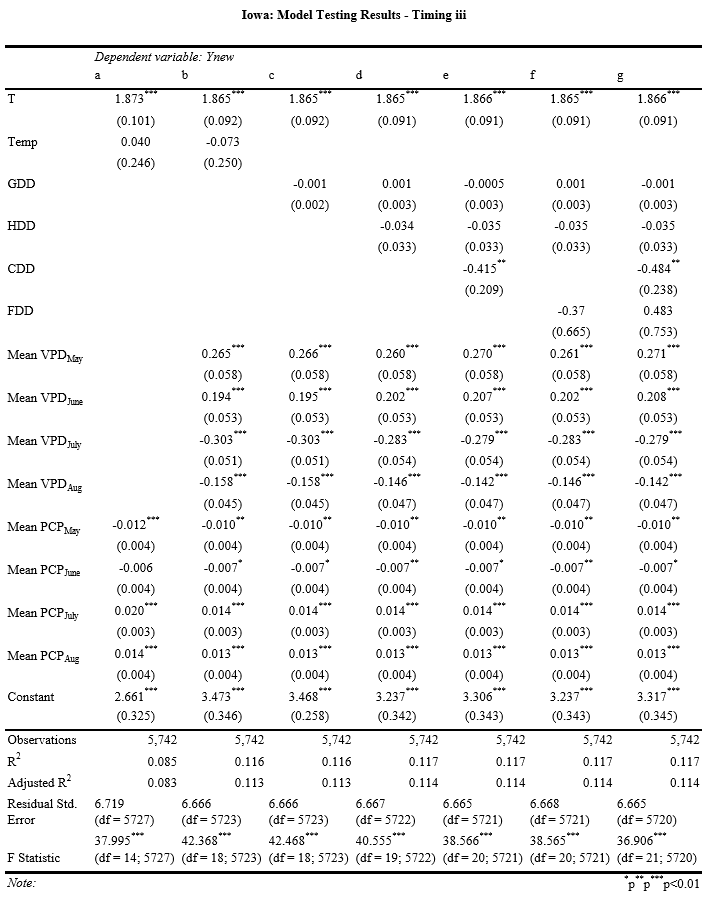 Iowa: Model Testing Results - Timing iii
Dependent variable: Ynew
a b c d e f g
T 1.873*** 1.865*** 1.865*** 1.865*** 1.866*** 1.865*** 1.866***
(0.101) (0.092) (0.092) (0.091) (0.091) (0.091) (0.091)
Temp 0.040 -0.073
(0.246) (0.250)
GDD -0.001 0.001 -0.0005 0.001 -0.001
(0.002) (0.003) (0.003) (0.003) (0.003)
HDD -0.034 -0.035 -0.035 -0.035
(0.033) (0.033) (0.033) (0.033)
CDD -0.415** -0.484**
(0.209) (0.238)
FDD -0.37 0.483
(0.665) (0.753)
Mean VPDMay 0.265*** 0.266*** 0.260*** 0.270*** 0.261*** 0.271***
(0.058) (0.058) (0.058) (0.058) (0.058) (0.058)
Mean VPDJune 0.194*** 0.195*** 0.202*** 0.207*** 0.202*** 0.208***
(0.053) (0.053) (0.053) (0.053) (0.053) (0.053)
Mean VPDJuly -0.303*** -0.303*** -0.283*** -0.279*** -0.283*** -0.279***
(0.051) (0.051) (0.054) (0.054) (0.054) (0.054)
Mean VPDAug -0.158*** -0.158*** -0.146*** -0.142*** -0.146*** -0.142***
(0.045) (0.045) (0.047) (0.047) (0.047) (0.047)
Mean PCPMay -0.012*** -0.010** -0.010** -0.010** -0.010** -0.010** -0.010**
(0.004) (0.004) (0.004) (0.004) (0.004) (0.004) (0.004)
Mean PCPJune -0.006 -0.007* -0.007* -0.007** -0.007* -0.007** -0.007*
(0.004) (0.004) (0.004) (0.004) (0.004) (0.004) (0.004)
Mean PCPJuly 0.020*** 0.014*** 0.014*** 0.014*** 0.014*** 0.014*** 0.014***
(0.003) (0.003) (0.003) (0.003) (0.003) (0.003) (0.003)
Mean PCPAug 0.014*** 0.013*** 0.013*** 0.013*** 0.013*** 0.013*** 0.013***
(0.004) (0.004) (0.004) (0.004) (0.004) (0.004) (0.004)
Constant 2.661*** 3.473*** 3.468*** 3.237*** 3.306*** 3.237*** 3.317***
(0.325) (0.346) (0.258) (0.342) (0.343) (0.343) (0.345)
Observations 5,742 5,742 5,742 5,742 5,742 5,742 5,742
R2 0.085 0.116 0.116 0.117 0.117 0.117 0.117
Adjusted R2 0.083 0.113 0.113 0.114 0.114 0.114 0.114
Residual Std. 6.719 6.666 6.666 6.667 6.665 6.668 6.665
Error (df = 5727) (df = 5723) (df = 5723) (df = 5722) (df = 5721) (df = 5721) (df = 5720)
37.995*** 42.368*** 42.468*** 40.555*** 38.566*** 38.565*** 36.906***
F Statistic (df = 14; 5727) (df = 18; 5723) (df = 18; 5723) (df = 19; 5722) (df = 20; 5721) (df = 20; 5721) (df = 21; 5720)
Note: *p**p***p<0.01